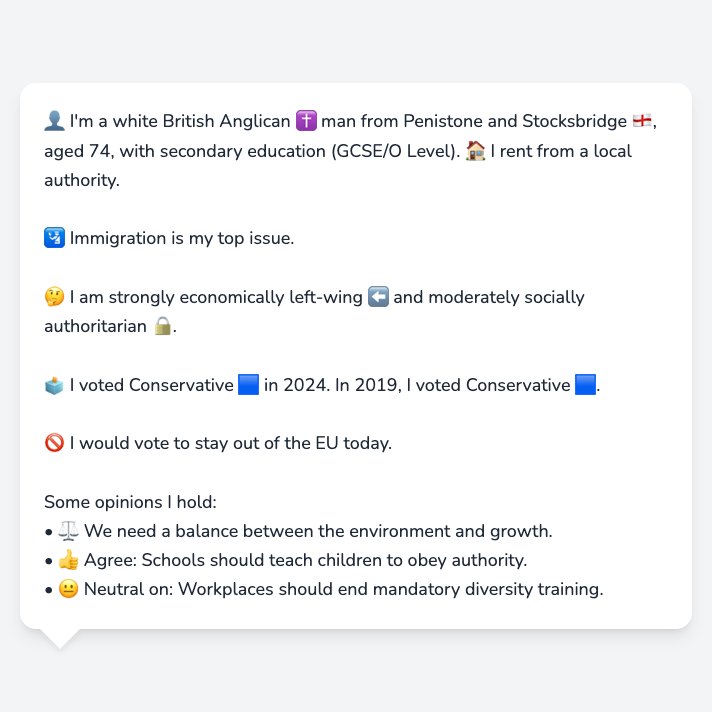 👤 I'm a white British Anglican ✝️ man from Penistone and Stocksbridge 🏴󠁧󠁢󠁥󠁮󠁧󠁿,
aged 74, with secondary education (GCSE/O Level). 🏠 I rent from a local
authority.
🛂 Immigration is my top issue.
🤔 I am strongly economically left-wing ⬅️ and moderately socially
authoritarian 🔒.
🗳️ I voted Conservative 🟦 in 2024. In 2019, I voted Conservative 🟦.
🚫 I would vote to stay out of the EU today.
Some opinions I hold:
• ⚖️ We need a balance between the environment and growth.
• 👍 Agree: Schools should teach children to obey authority.
• 😐 Neutral on: Workplaces should end mandatory diversity training.